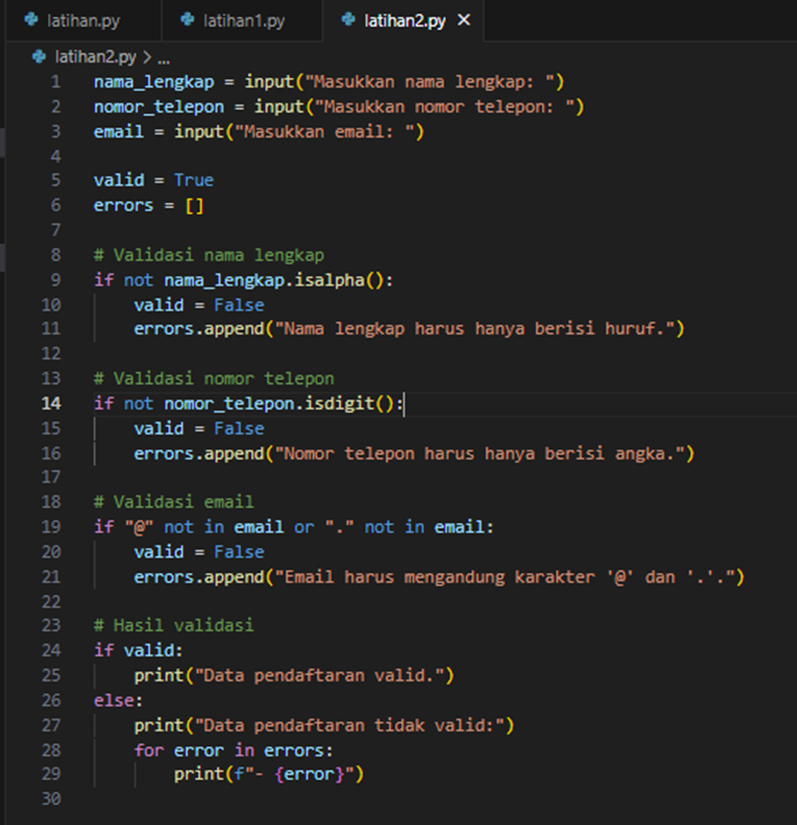 latihan.py latihan1.py latihan2.py ×
latihan2.py > ...
1 nama_lengkap = input("Masukkan nama lengkap: ")
2 nomor_telepon = input("Masukkan nomor telepon: ")
3 email = input("Masukkan email: ")
4
5 valid = True
6 errors = []
7
8 # Validasi nama lengkap
9 if not nama_lengkap.isalpha():
10     valid = False
11     errors.append("Nama lengkap harus hanya berisi huruf.")
12
13 # Validasi nomor telepon
14 if not nomor_telepon.isdigit():
15     valid = False
16     errors.append("Nomor telepon harus hanya berisi angka.")
17
18 # Validasi email
19 if "@" not in email or "." not in email:
20     valid = False
21     errors.append("Email harus mengandung karakter '@' dan '.'.")
22
23 # Hasil validasi
24 if valid:
25     print("Data pendaftaran valid.")
26 else:
27     print("Data pendaftaran tidak valid:")
28     for error in errors:
29         print(f"- {error}")
30